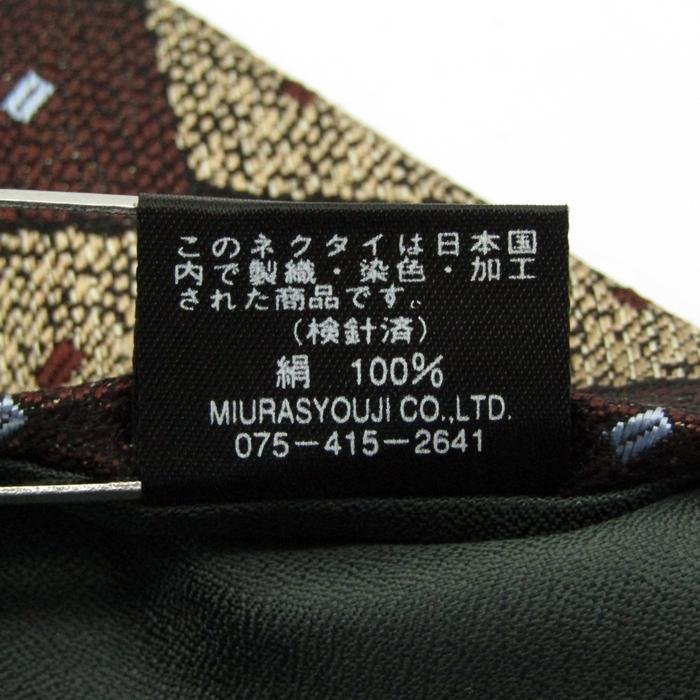 このネクタイは日本国
内で製織・染色・加工
された商品です。
(検針済)
絹 100%
MIURASYOUJI CO.,LTD.
075-415-2641